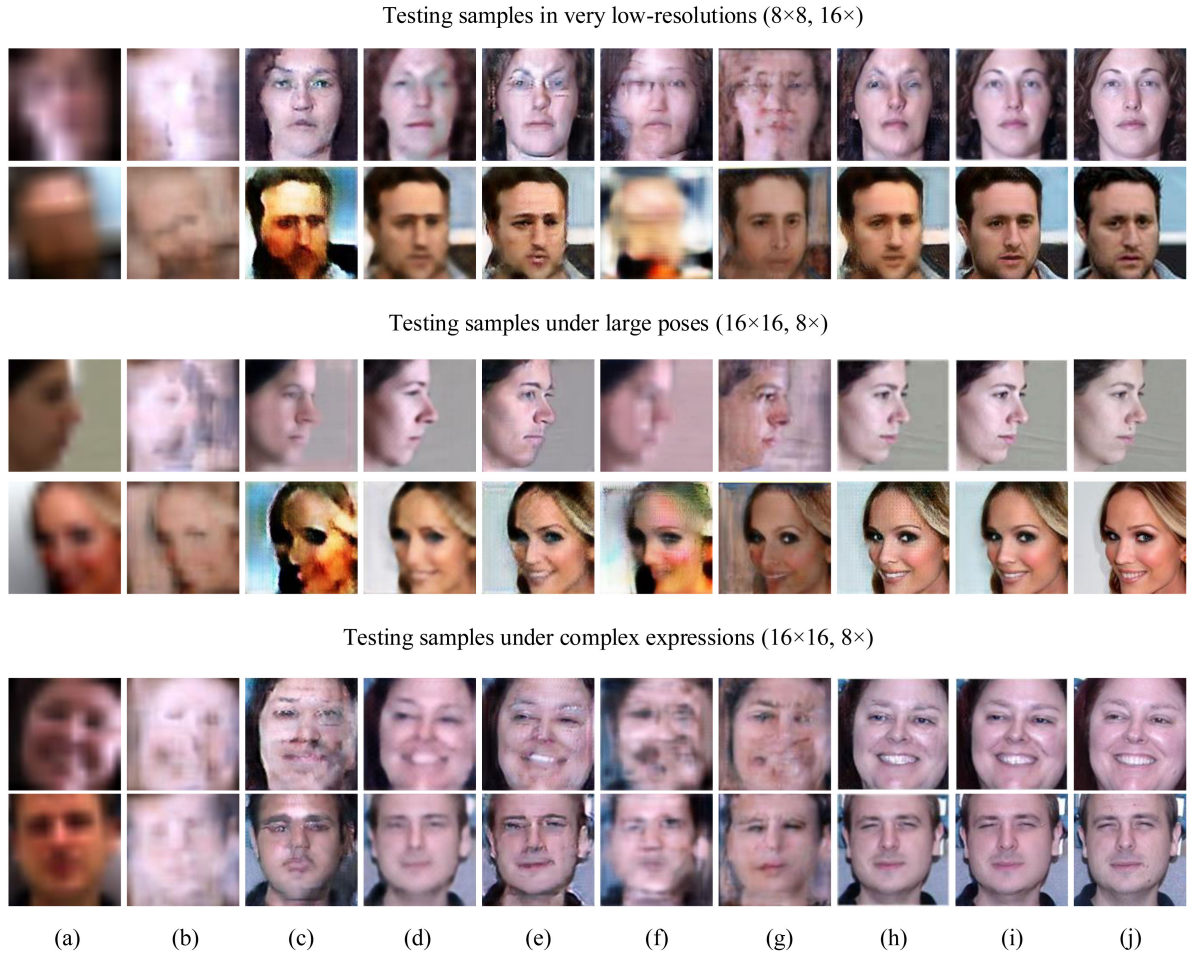 Testing samples in very low-resolutions (8×8, 16×)
Testing samples under large poses (16×16, 8×)
Testing samples under complex expressions (16×16, 8×)
(a) (b) (c) (d) (e) (f) (g) (h) (i) (j)